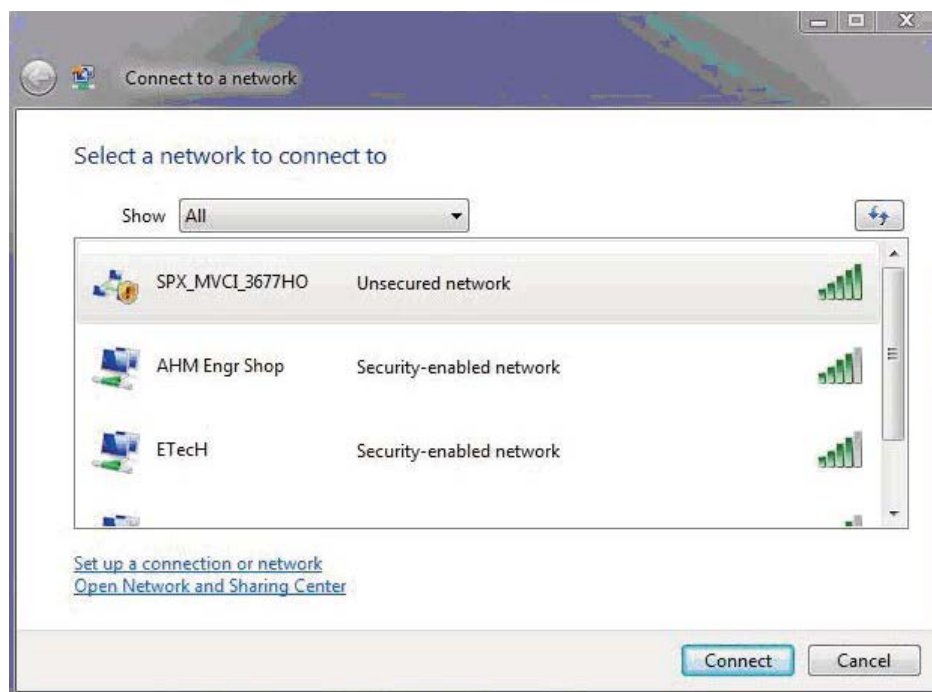 Connect to a network
Select a network to connect to
Show All
SPX_MVCI_3677HO Unsecured network
AHM Engr Shop Security-enabled network
ETecH Security-enabled network
Set up a connection or network
Open Network and Sharing Center
Connect Cancel